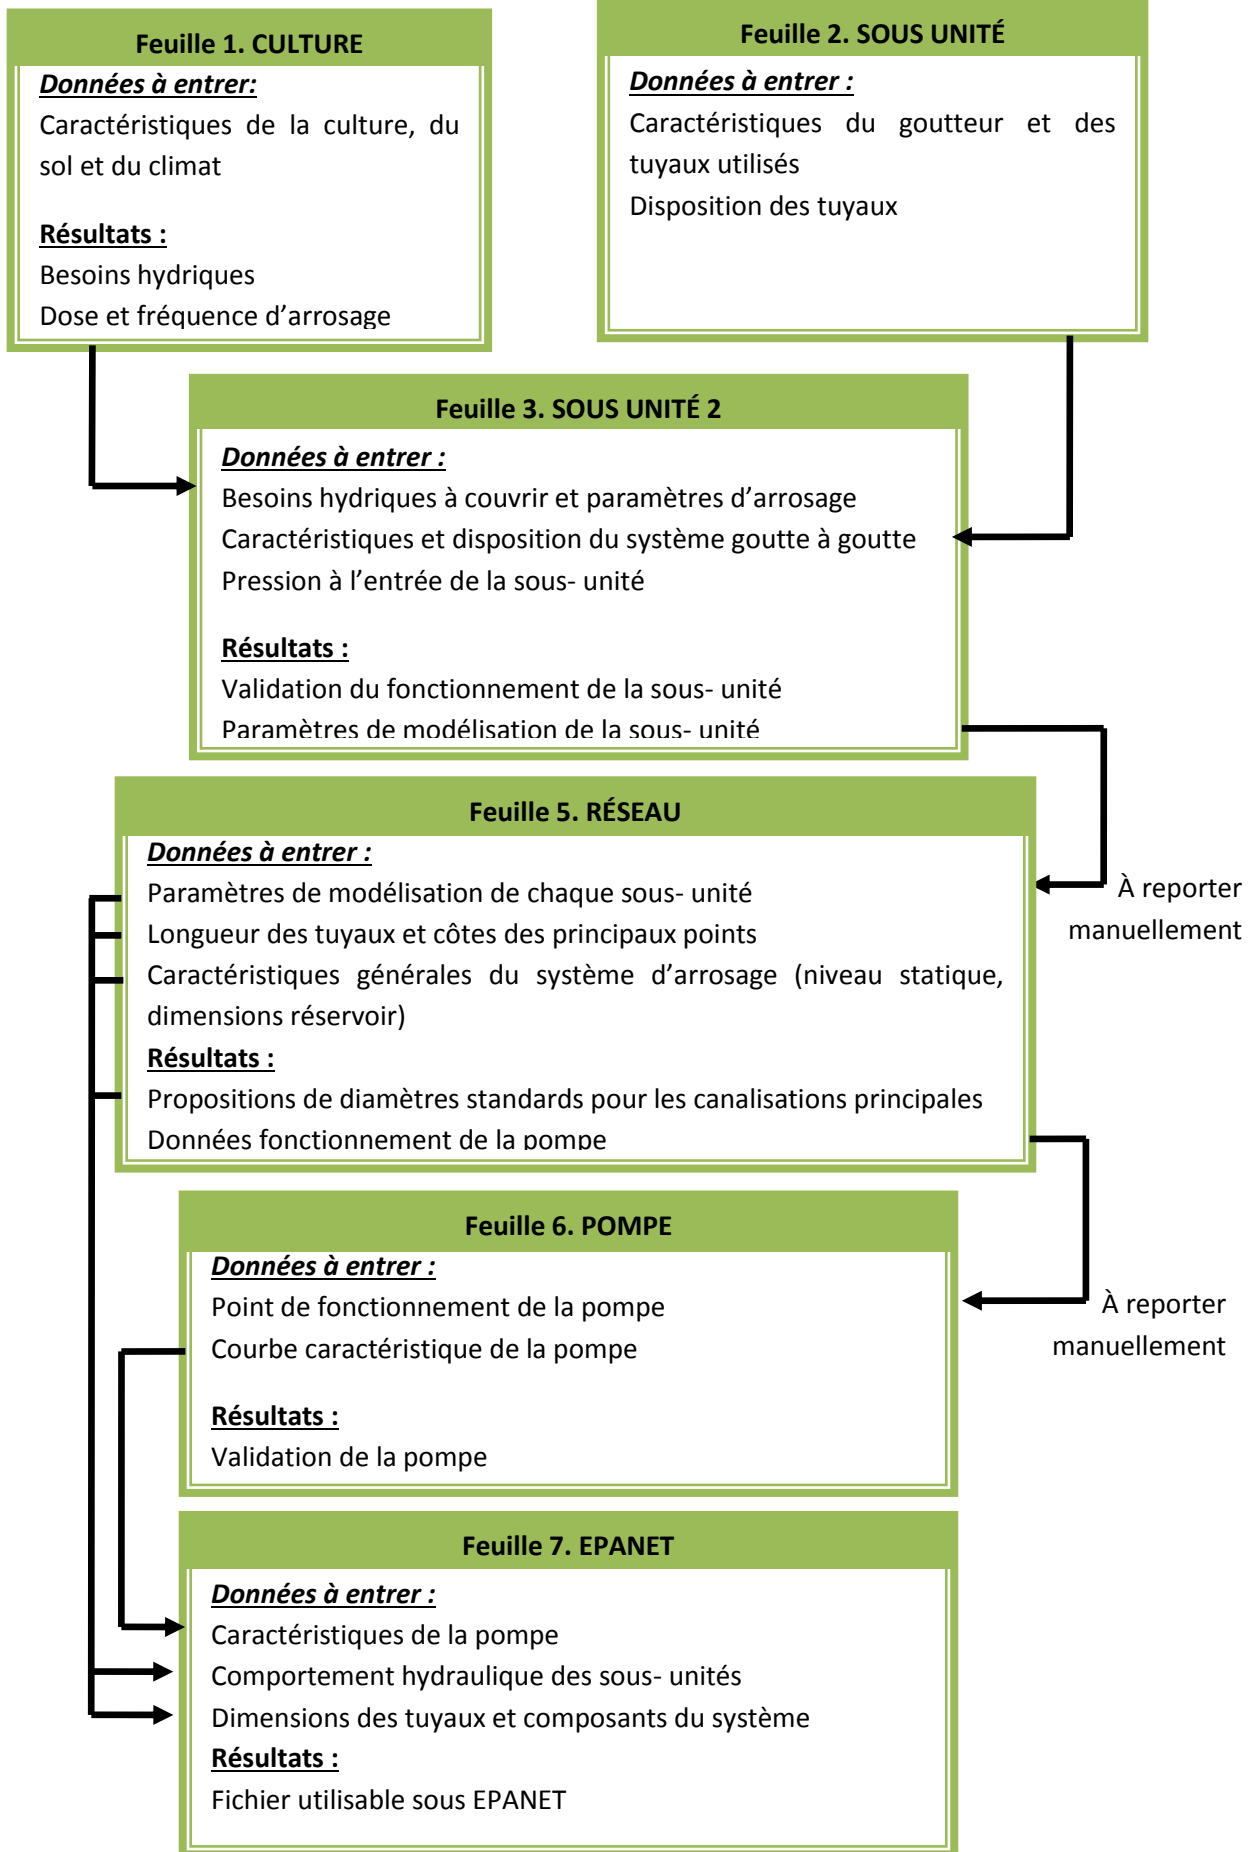 Feuille 1. CULTURE
Données à entrer:
Caractéristiques de la culture, du
sol et du climat
Résultats :
Besoins hydriques
Dose et fréquence d’arrosage
Feuille 2. SOUS UNITÉ
Données à entrer :
Caractéristiques du goutteur et des
tuyaux utilisés
Disposition des tuyaux
Feuille 3. SOUS UNITÉ 2
Données à entrer :
Besoins hydriques à couvrir et paramètres d’arrosage
Caractéristiques et disposition du système goutte à goutte
Pression à l’entrée de la sous- unité
Résultats :
Validation du fonctionnement de la sous- unité
Paramètres de modélisation de la sous- unité
Feuille 5. RÉSEAU
Données à entrer :
Paramètres de modélisation de chaque sous- unité
Longueur des tuyaux et côtes des principaux points
Caractéristiques générales du système d’arrosage (niveau statique,
dimensions réservoir)
Résultats :
Propositions de diamètres standards pour les canalisations principales
Données fonctionnement de la pompe
À reporter
manuellement
Feuille 6. POMPE
Données à entrer :
Point de fonctionnement de la pompe
Courbe caractéristique de la pompe
Résultats :
Validation de la pompe
À reporter
manuellement
Feuille 7. EPANET
Données à entrer :
Caractéristiques de la pompe
Comportement hydraulique des sous- unités
Dimensions des tuyaux et composants du système
Résultats :
Fichier utilisable sous EPANET